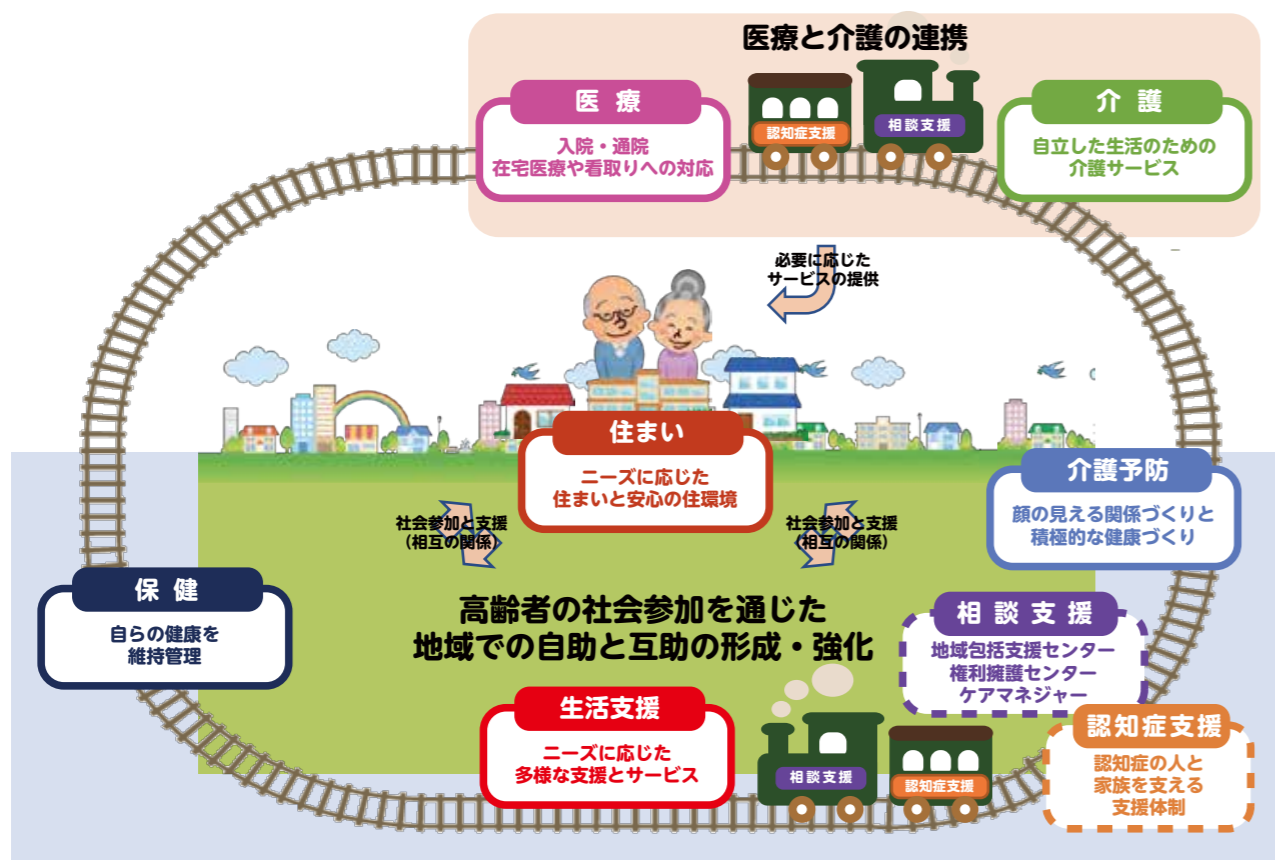 医療と介護の連携
医療
入院・通院
在宅医療や看取りへの対応
認知症支援
相談支援
介護
自立した生活のための
介護サービス
必要に応じた
サービスの提供
住まい
ニーズに応じた
住まいと安心の住環境
介護予防
顔の見える関係づくりと
積極的な健康づくり
社会参加と支援
（相互の関係）
社会参加と支援
（相互の関係）
保健
自らの健康を
維持管理
高齢者の社会参加を通じた
地域での自助と互助の形成・強化
相談支援
地域包括支援センター
権利擁護センター
ケアマネジャー
生活支援
ニーズに応じた
多様な支援とサービス
相談支援
認知症支援
認知症支援
認知症の人と
家族を支える
支援体制